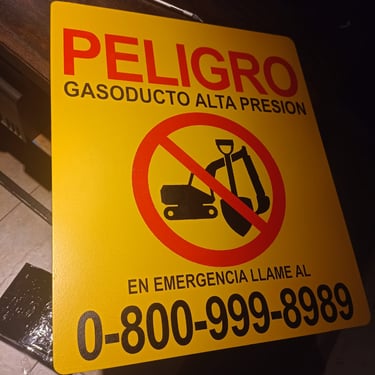 PELIGRO
GASODUCTO ALTA PRESION
EN EMERGENCIA LLAME AL
0-800-999-8989